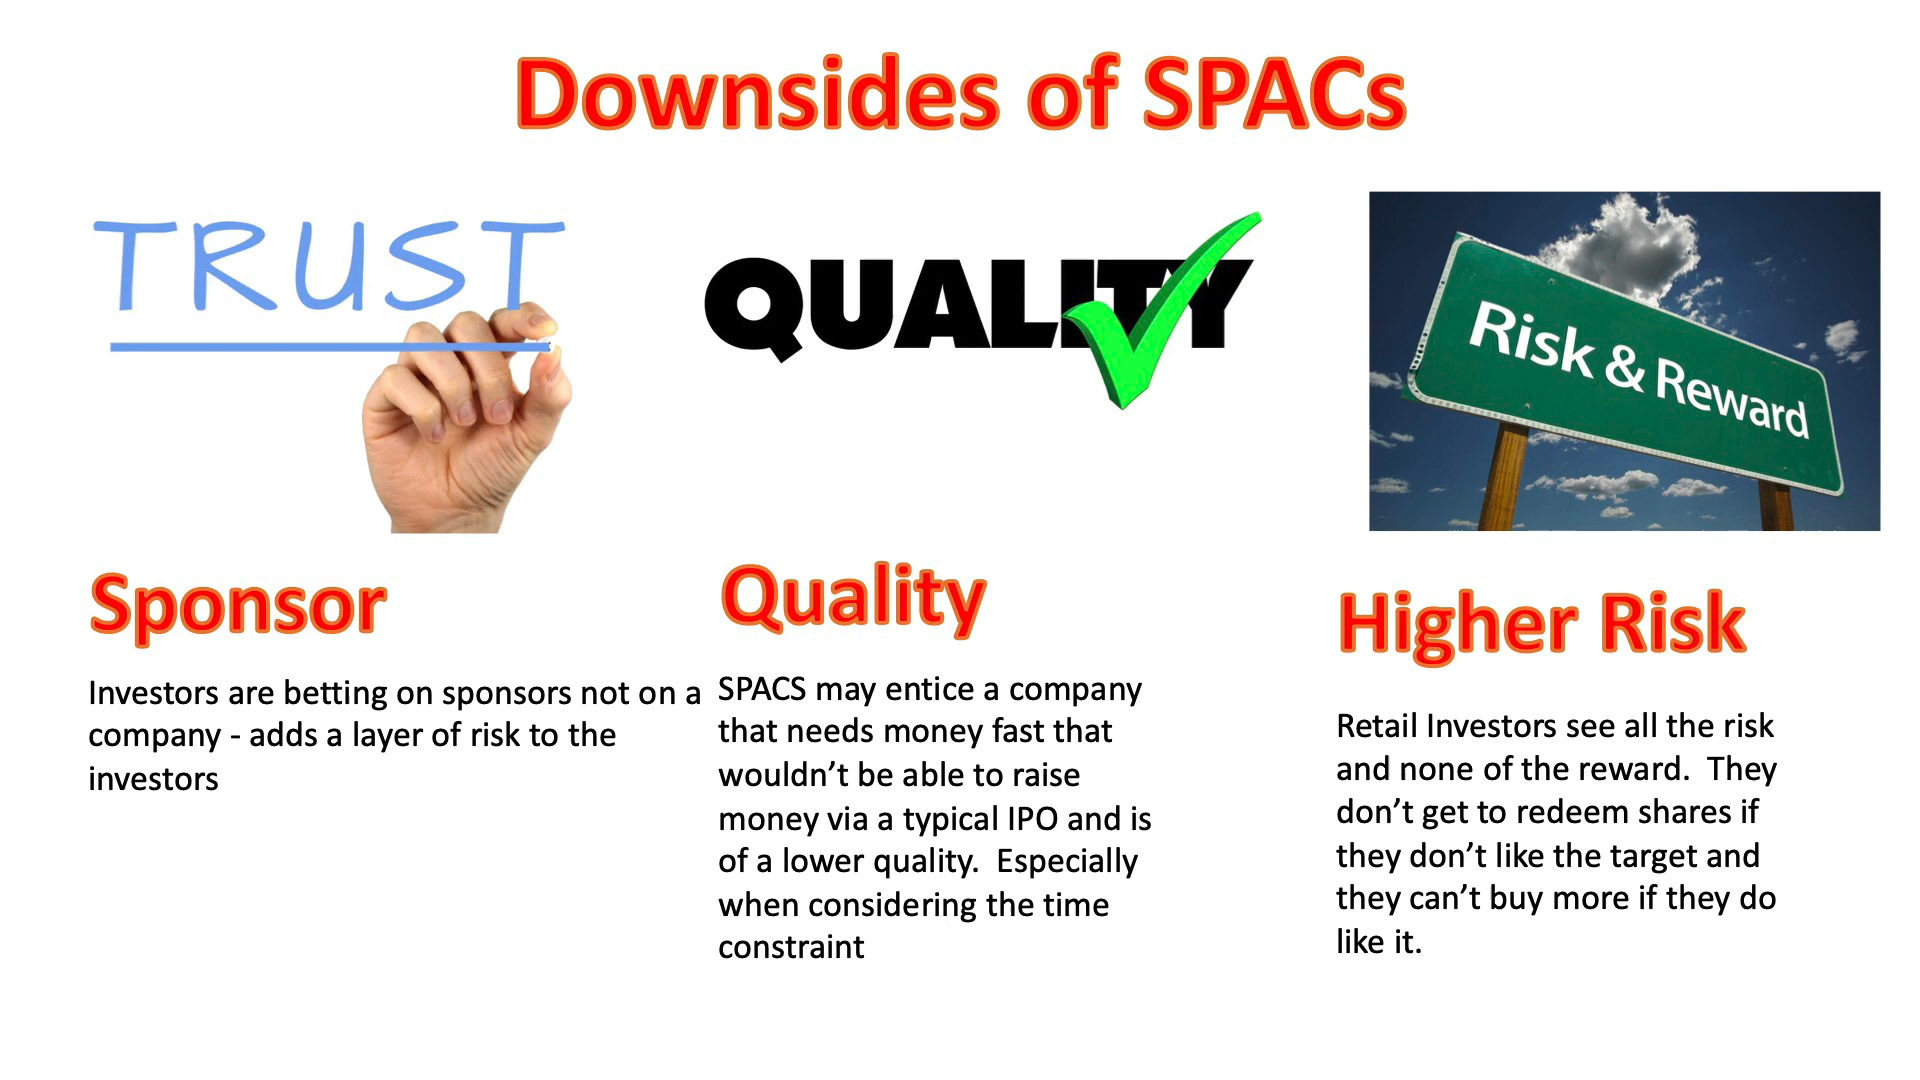 Downsides of SPACs
TRUST
QUALITY
Risk & Reward
Sponsor
Investors are betting on sponsors not on a
company - adds a layer of risk to the
investors
Quality
SPACS may entice a company
that needs money fast that
wouldn’t be able to raise
money via a typical IPO and is
of a lower quality.  Especially
when considering the time
constraint
Higher Risk
Retail Investors see all the risk
and none of the reward.  They
don’t get to redeem shares if
they don’t like the target and
they can’t buy more if they do
like it.